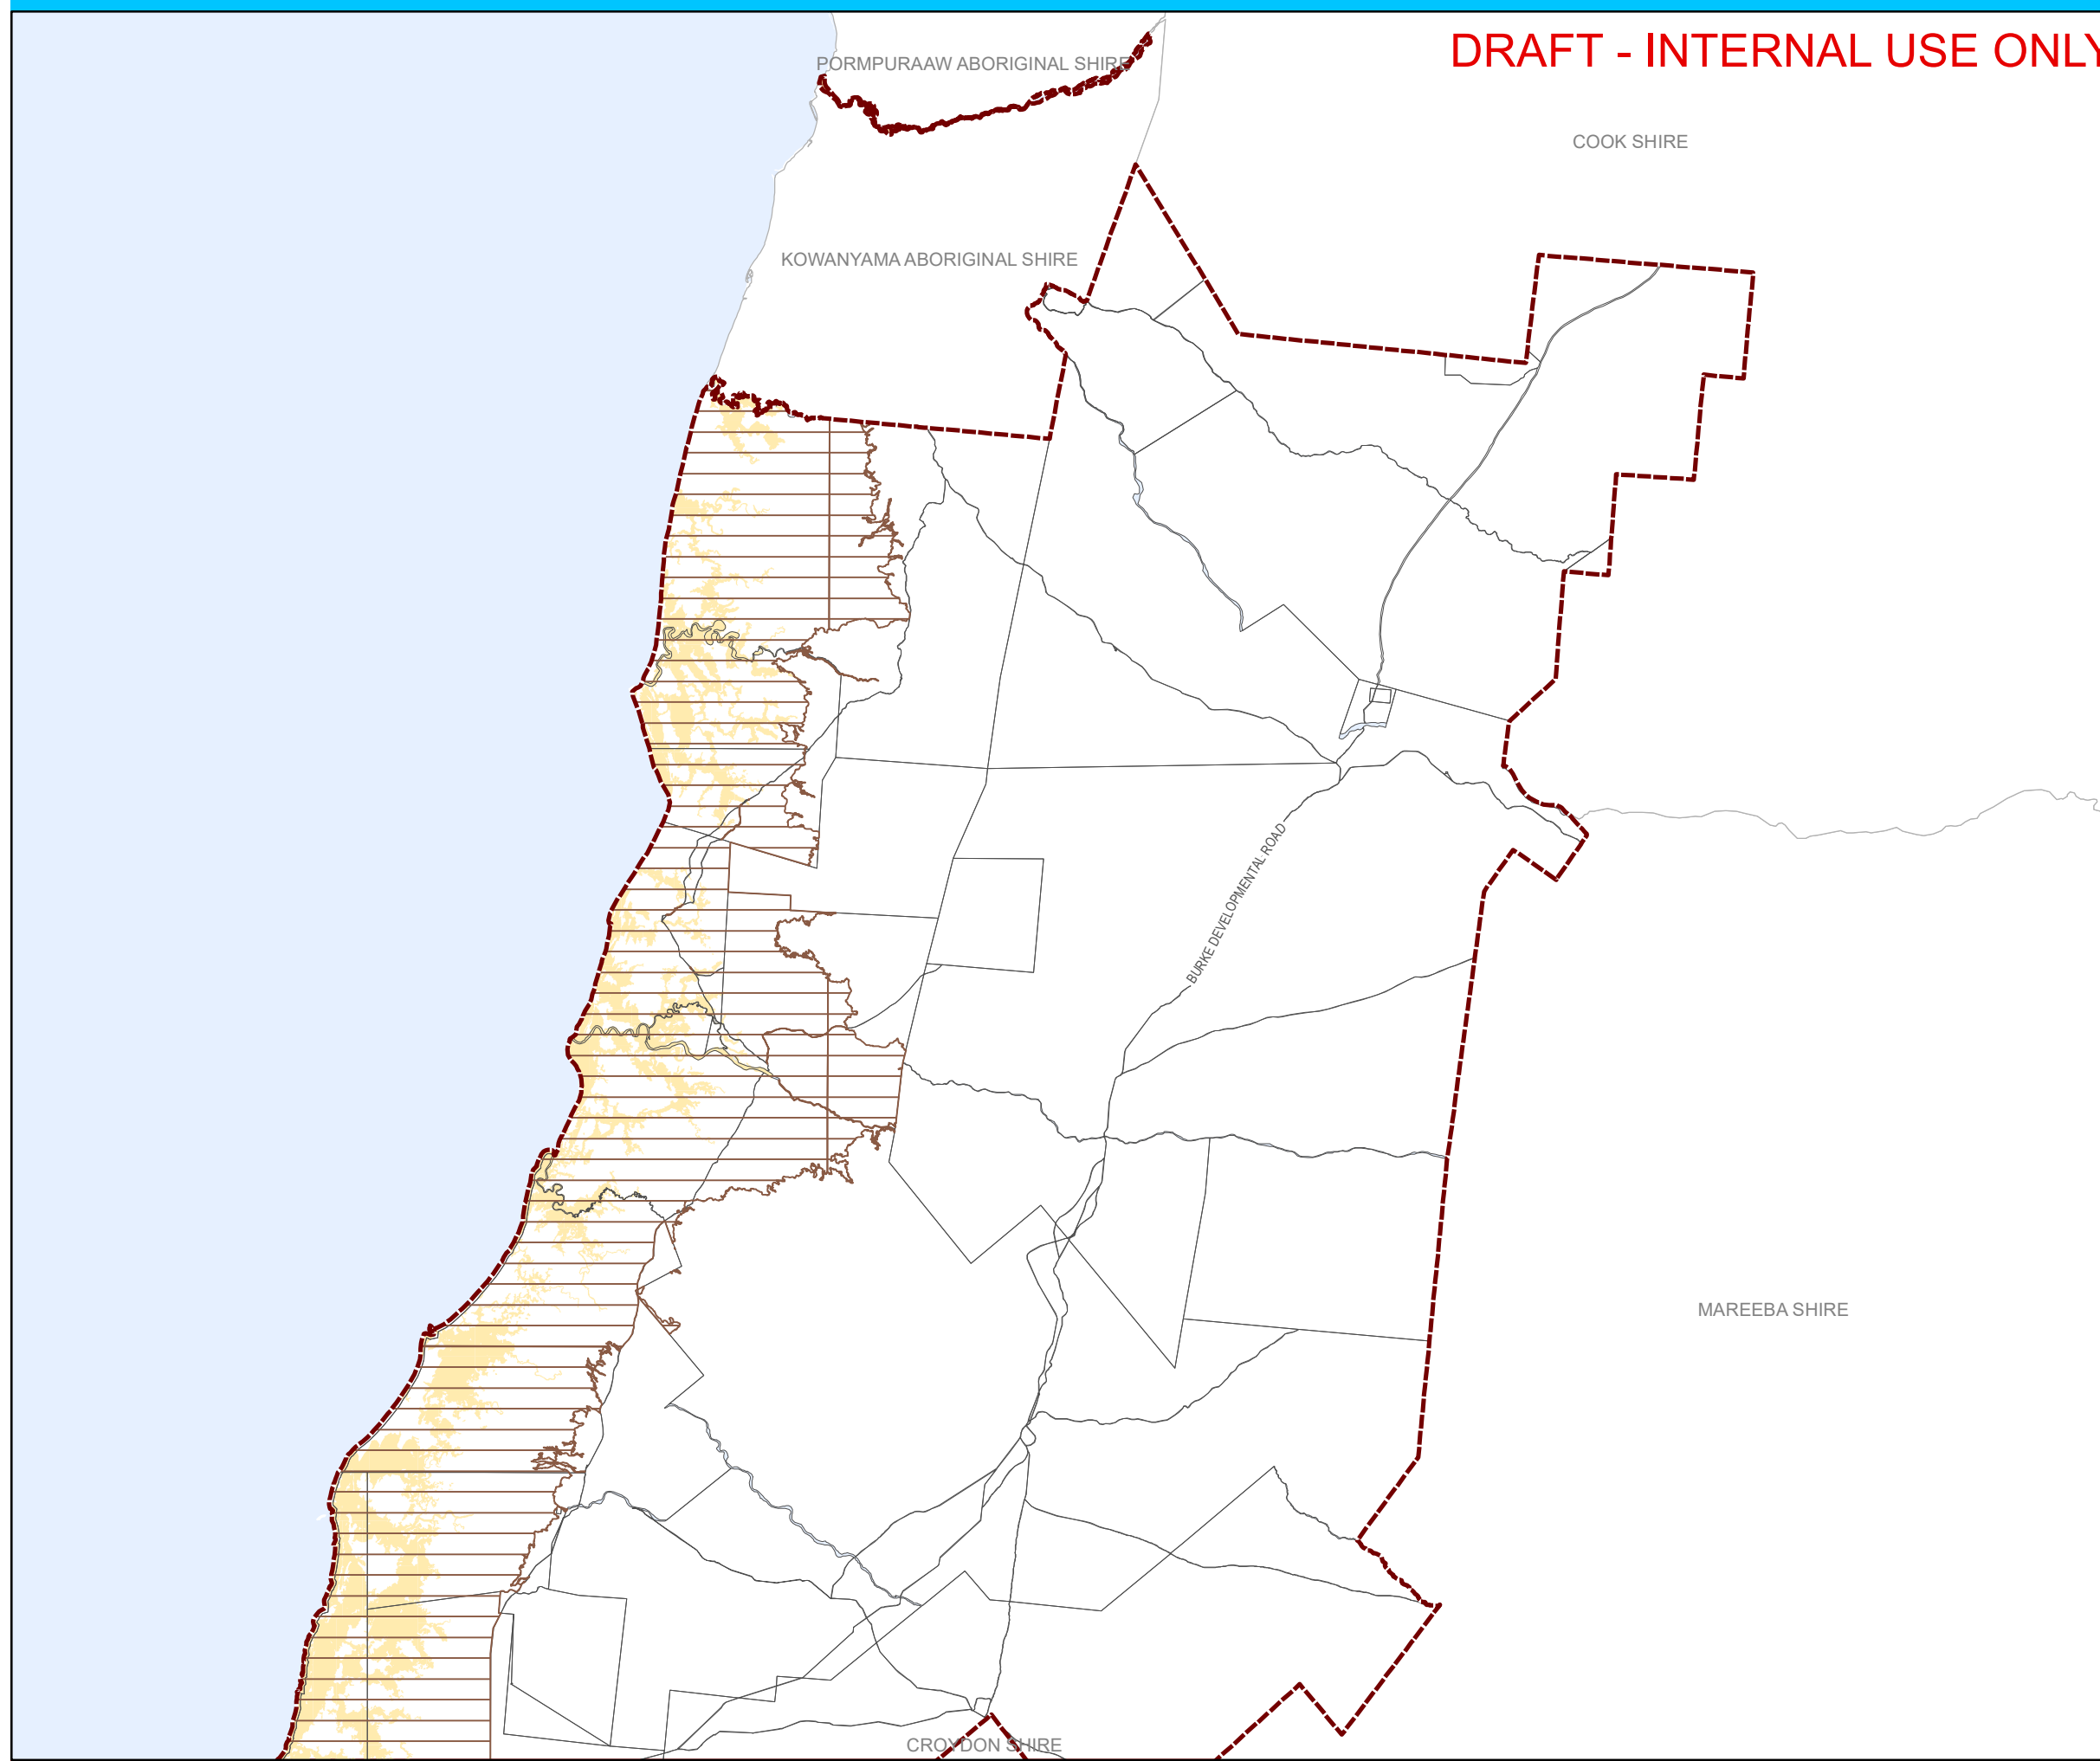 DRAFT - INTERNAL USE ONLY
PORMPURAAW ABORIGINAL SHIRE
COOK SHIRE
KOWANYAMA ABORIGINAL SHIRE
BURKE DEVELOPMENTAL ROAD
MAREEBA SHIRE
CROYDON SHIRE